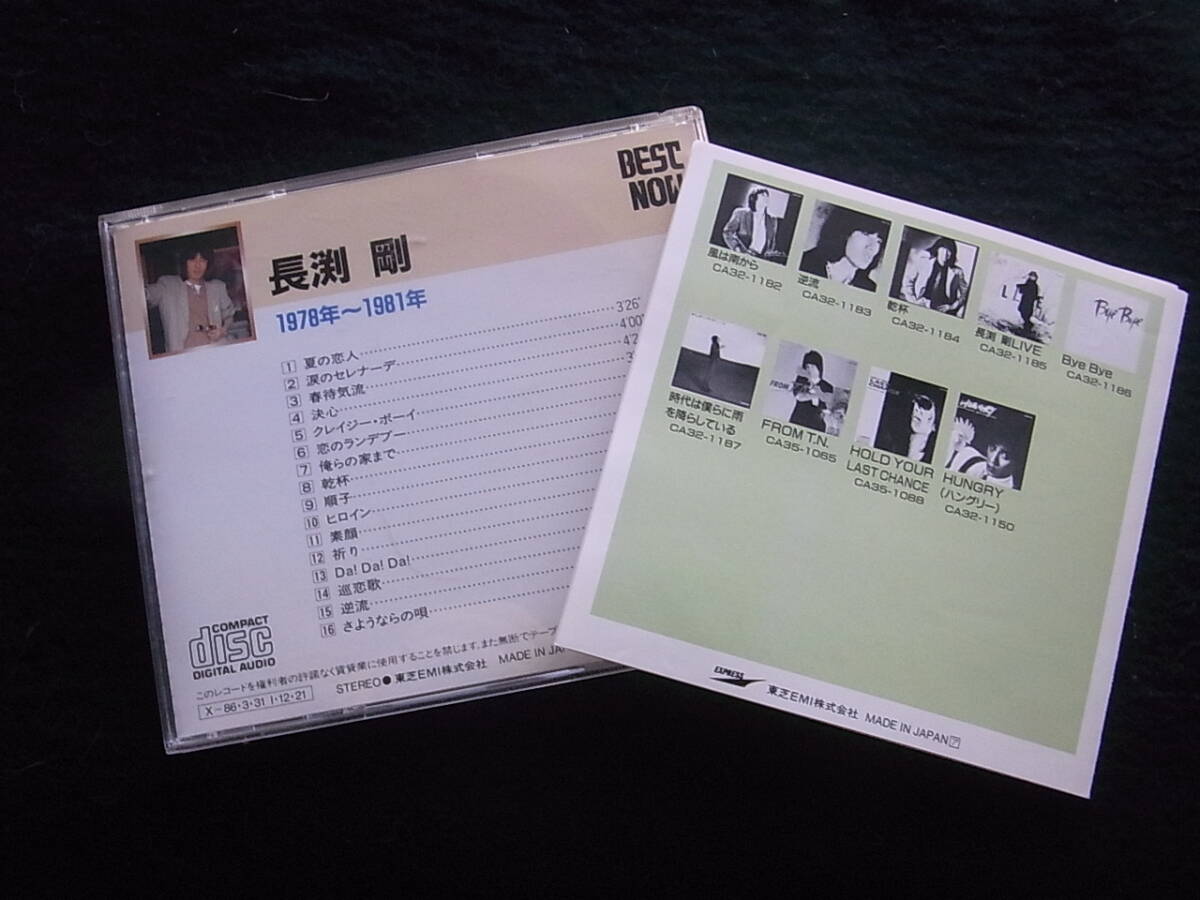 BEST
NOW
長渕 剛
1978年〜1981年
1 夏の恋人 3'26"
2 涙のセレナーデ 4'00"
3 春待気流 4'2
4 決心 3'
5 クレイジー・ボーイ
6 恋のランデブー
7 俺らの家まで
8 乾杯
9 順子
10 ヒロイン
11 素顔
12 祈り
13 Da! Da! Da!
14 巡恋歌
15 逆流
16 さようならの唄
COMPACT
disc
DIGITAL AUDIO
このレコードを権利者の許諾なく賃貸業に使用することを禁じます。また無断でテープ
X-86・3・31 I・12・21
STEREO● 東芝EMI株式会社 MADE IN JAP
風は南から
CA32-1182
逆流
CA32-1183
乾杯
CA32-1184
LIVE
長渕 剛LIVE
CA32-1185
Bye Bye
Bye Bye
CA32-1186
時代は僕らに雨
を降らしている
CA32-1187
FROM
FROM T.N.
CA35-1065
HOLD YOUR
LAST CHANCE
CA35-1088
HUNGRY
HUNGRY
(ハングリー)
CA32-1150
EXPRESS
東芝EMI株式会社 MADE IN JAPAN ア